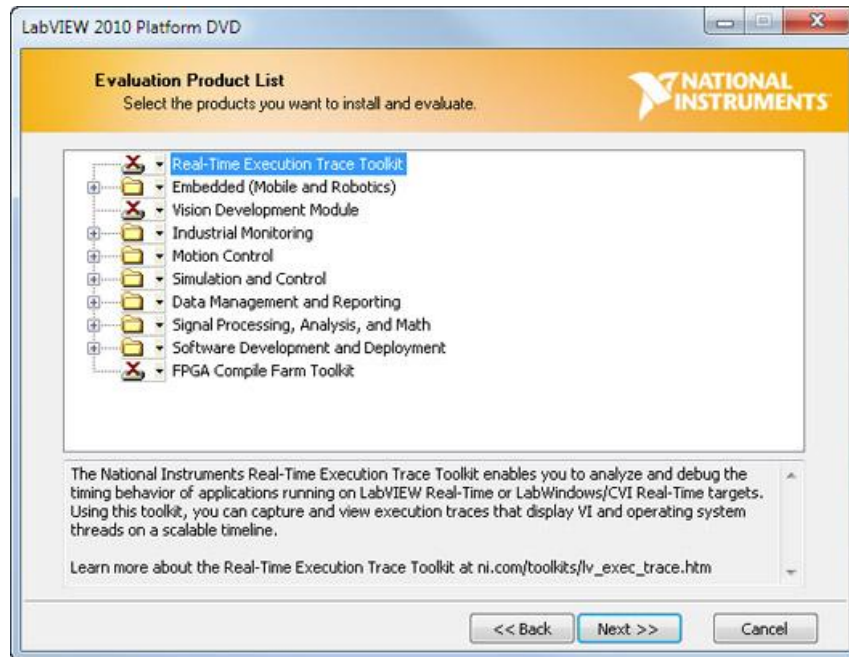 LabVIEW 2010 Platform DVD
Evaluation Product List
Select the products you want to install and evaluate.
NATIONAL
INSTRUMENTS
Real-Time Execution Trace Toolkit
Embedded (Mobile and Robotics)
Vision Development Module
Industrial Monitoring
Motion Control
Simulation and Control
Data Management and Reporting
Signal Processing, Analysis, and Math
Software Development and Deployment
FPGA Compile Farm Toolkit
The National Instruments Real-Time Execution Trace Toolkit enables you to analyze and debug the
timing behavior of applications running on LabVIEW Real-Time or LabWindows/CVI Real-Time targets.
Using this toolkit, you can capture and view execution traces that display VI and operating system
threads on a scalable timeline.
Learn more about the Real-Time Execution Trace Toolkit at ni.com/toolkits/lv_exec_trace.htm
<< Back Next >> Cancel